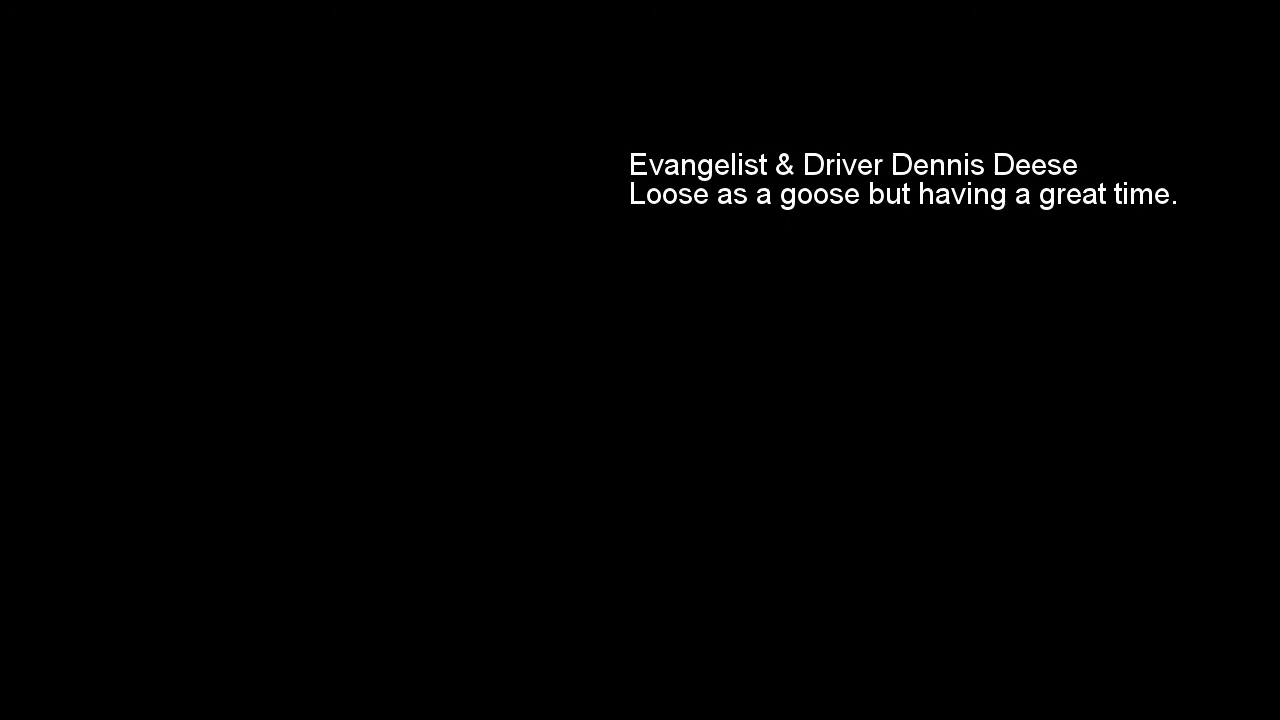 Evangelist & Driver Dennis Deese
Loose as a goose but having a great time.